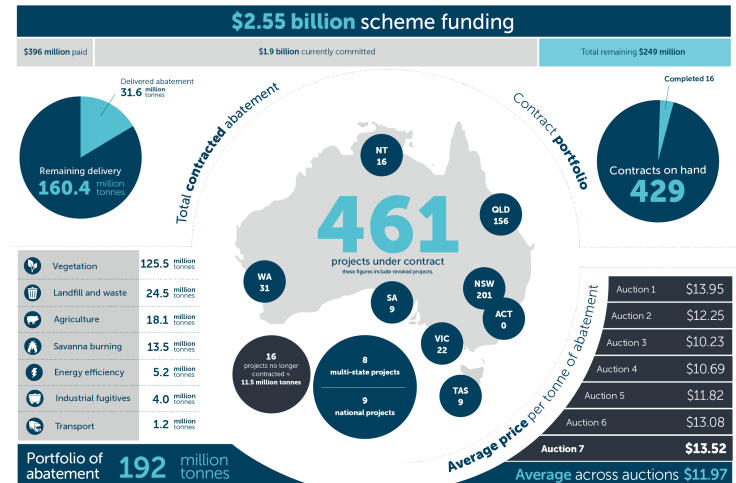 $2.55 billion scheme funding
$396 million paid
$1.9 billion currently committed
Total remaining $249 million
Delivered abatement
31.6 million tonnes
Remaining delivery
160.4 million tonnes
Total contracted abatement
Contract portfolio
Completed 16
Contracts on hand
429
NT
16
QLD
156
461
projects under contract
these figures include revoked projects.
WA
31
SA
9
NSW
201
ACT
0
VIC
22
TAS
9
16
projects no longer
contracted =
11.5 million tonnes
8
multi-state projects
9
national projects
Vegetation 125.5 million tonnes
Landfill and waste 24.5 million tonnes
Agriculture 18.1 million tonnes
Savanna burning 13.5 million tonnes
Energy efficiency 5.2 million tonnes
Industrial fugitives 4.0 million tonnes
Transport 1.2 million tonnes
Portfolio of
abatement 192 million tonnes
Average price per tonne of abatement
Auction 1 $13.95
Auction 2 $12.25
Auction 3 $10.23
Auction 4 $10.69
Auction 5 $11.82
Auction 6 $13.08
Auction 7 $13.52
Average across auctions $11.97